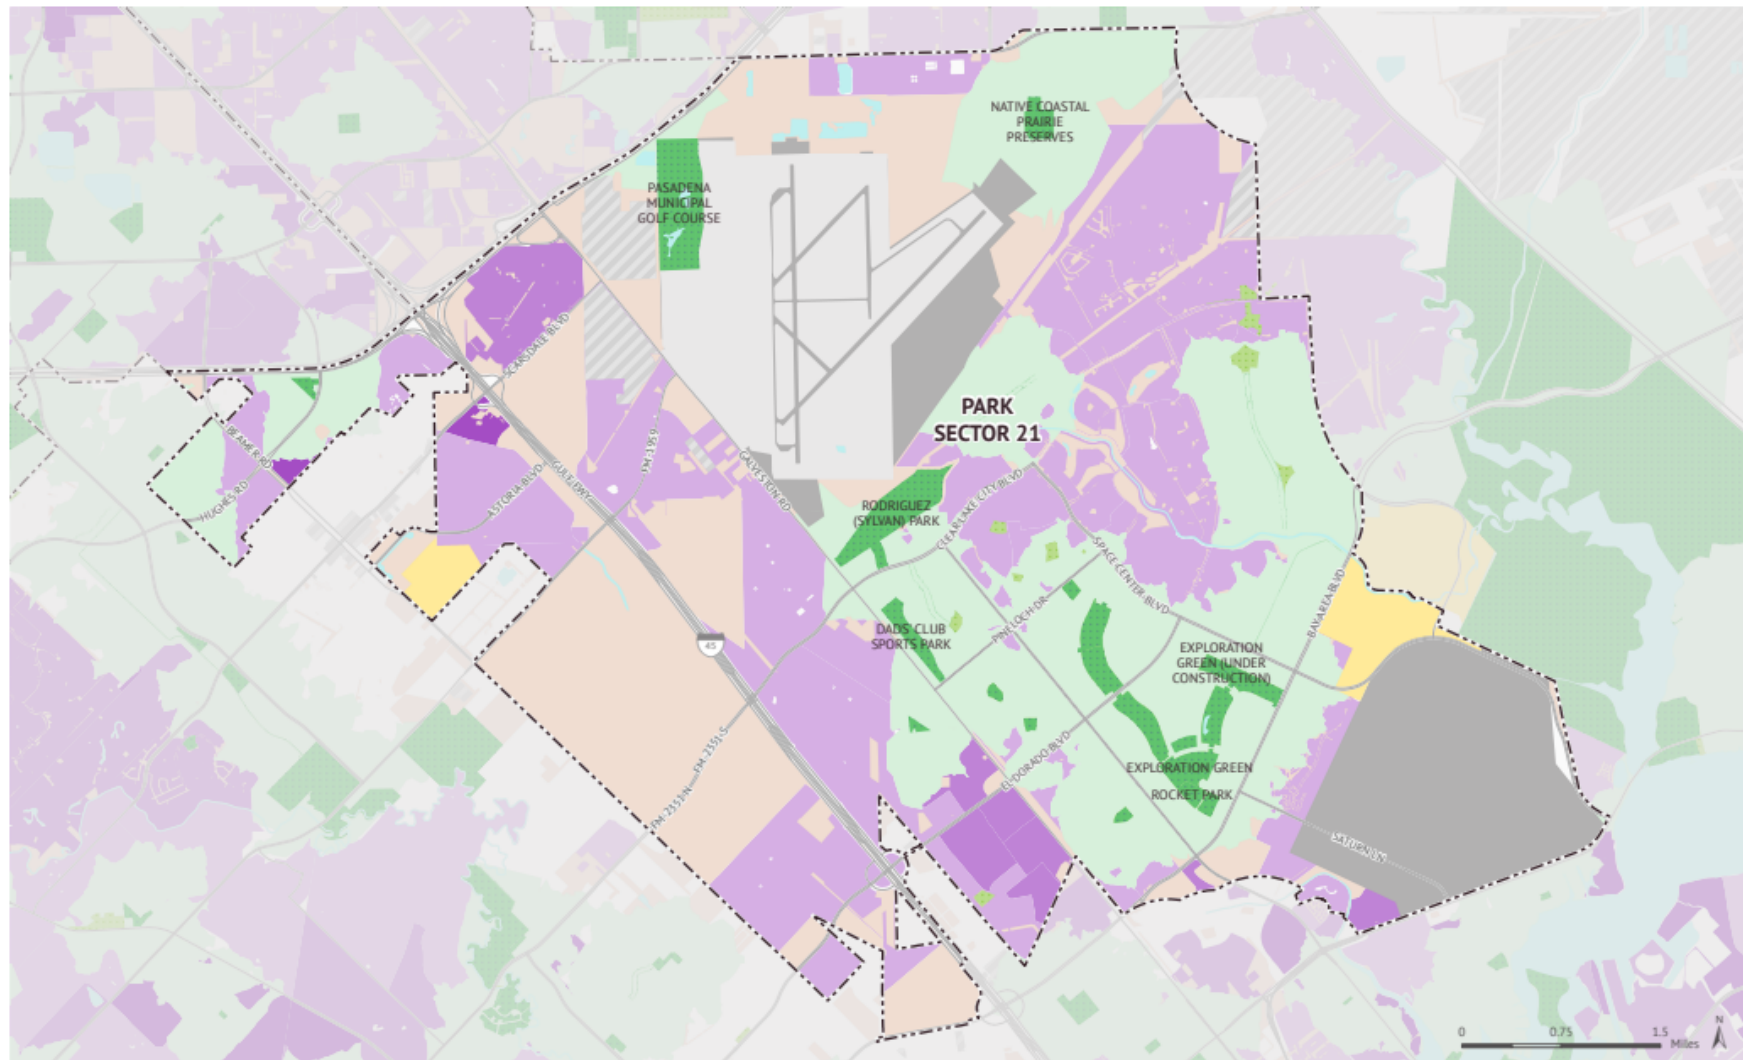 NATIVE COASTAL
PRAIRIE
PRESERVES
PASADENA
MUNICIPAL
GOLF COURSE
SCARSDALE BLVD
PARK
SECTOR 21
BEAMER RD
HUGHES RD
ASTORIA BLVD
GULF FWY
FM-1959
GALVESTON RD
RODRIGUEZ
(SYLVAN) PARK
CLEAR LAKE CITY BLVD
SPACE CENTER BLVD
BAY AREA BLVD
PINELOCH DR
DADS' CLUB
SPORTS PARK
45
EXPLORATION
GREEN (UNDER
CONSTRUCTION)
FM-2351-S
FM-2351-N
EL DORADO BLVD
EXPLORATION GREEN
ROCKET PARK
SATURN LN
0 0.75 1.5
Miles
N